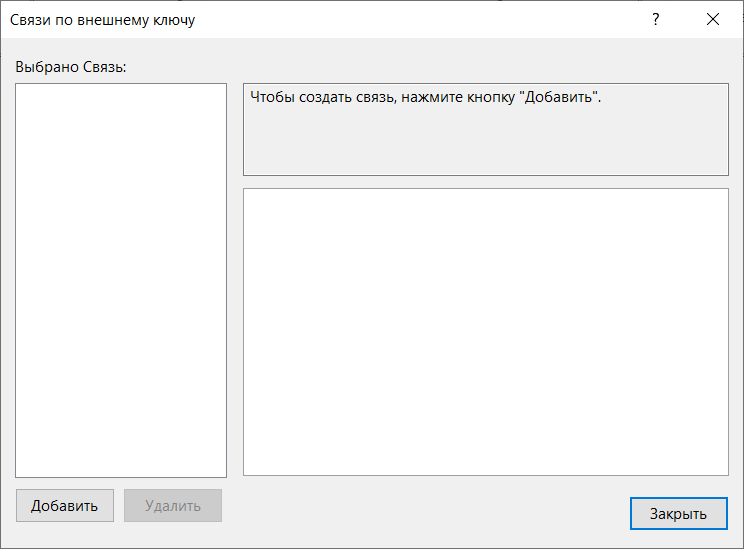 Связи по внешнему ключу
?
Выбрано Связь:
Чтобы создать связь, нажмите кнопку "Добавить".
Добавить
Удалить
Закрыть